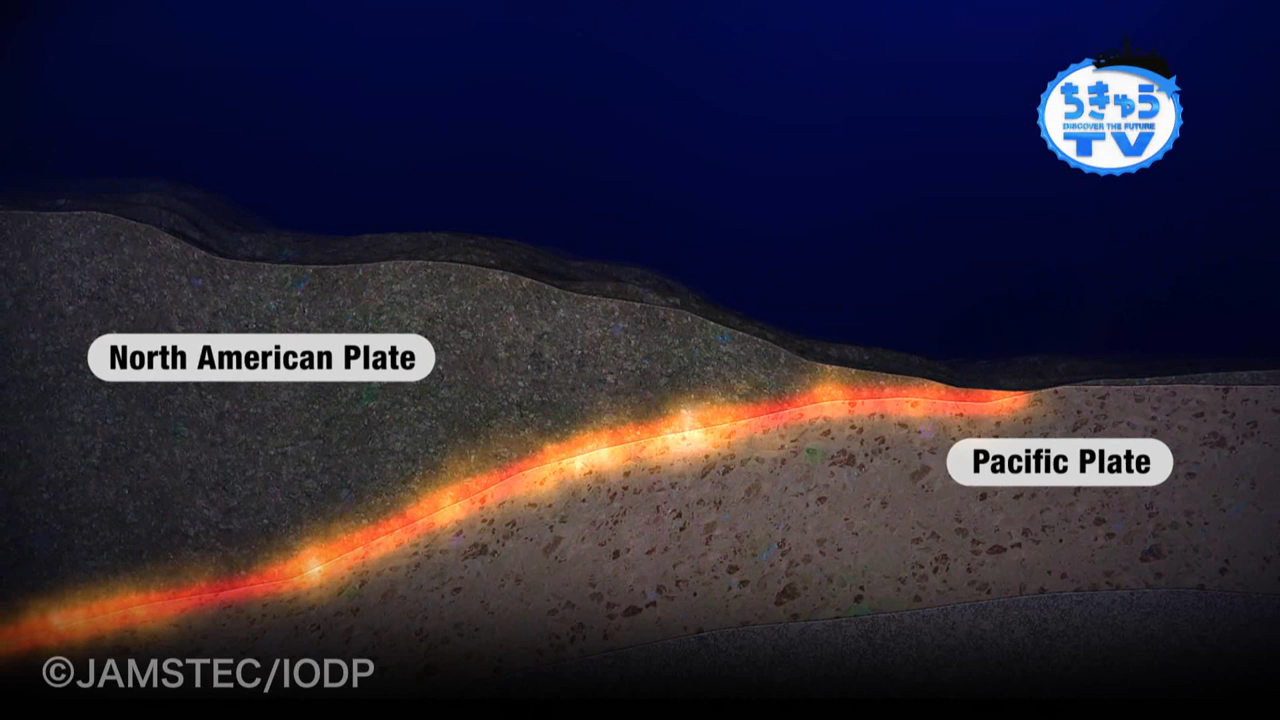 ちきゅう
DISCOVER THE FUTURE
TV
North American Plate
Pacific Plate
©JAMSTEC/IODP